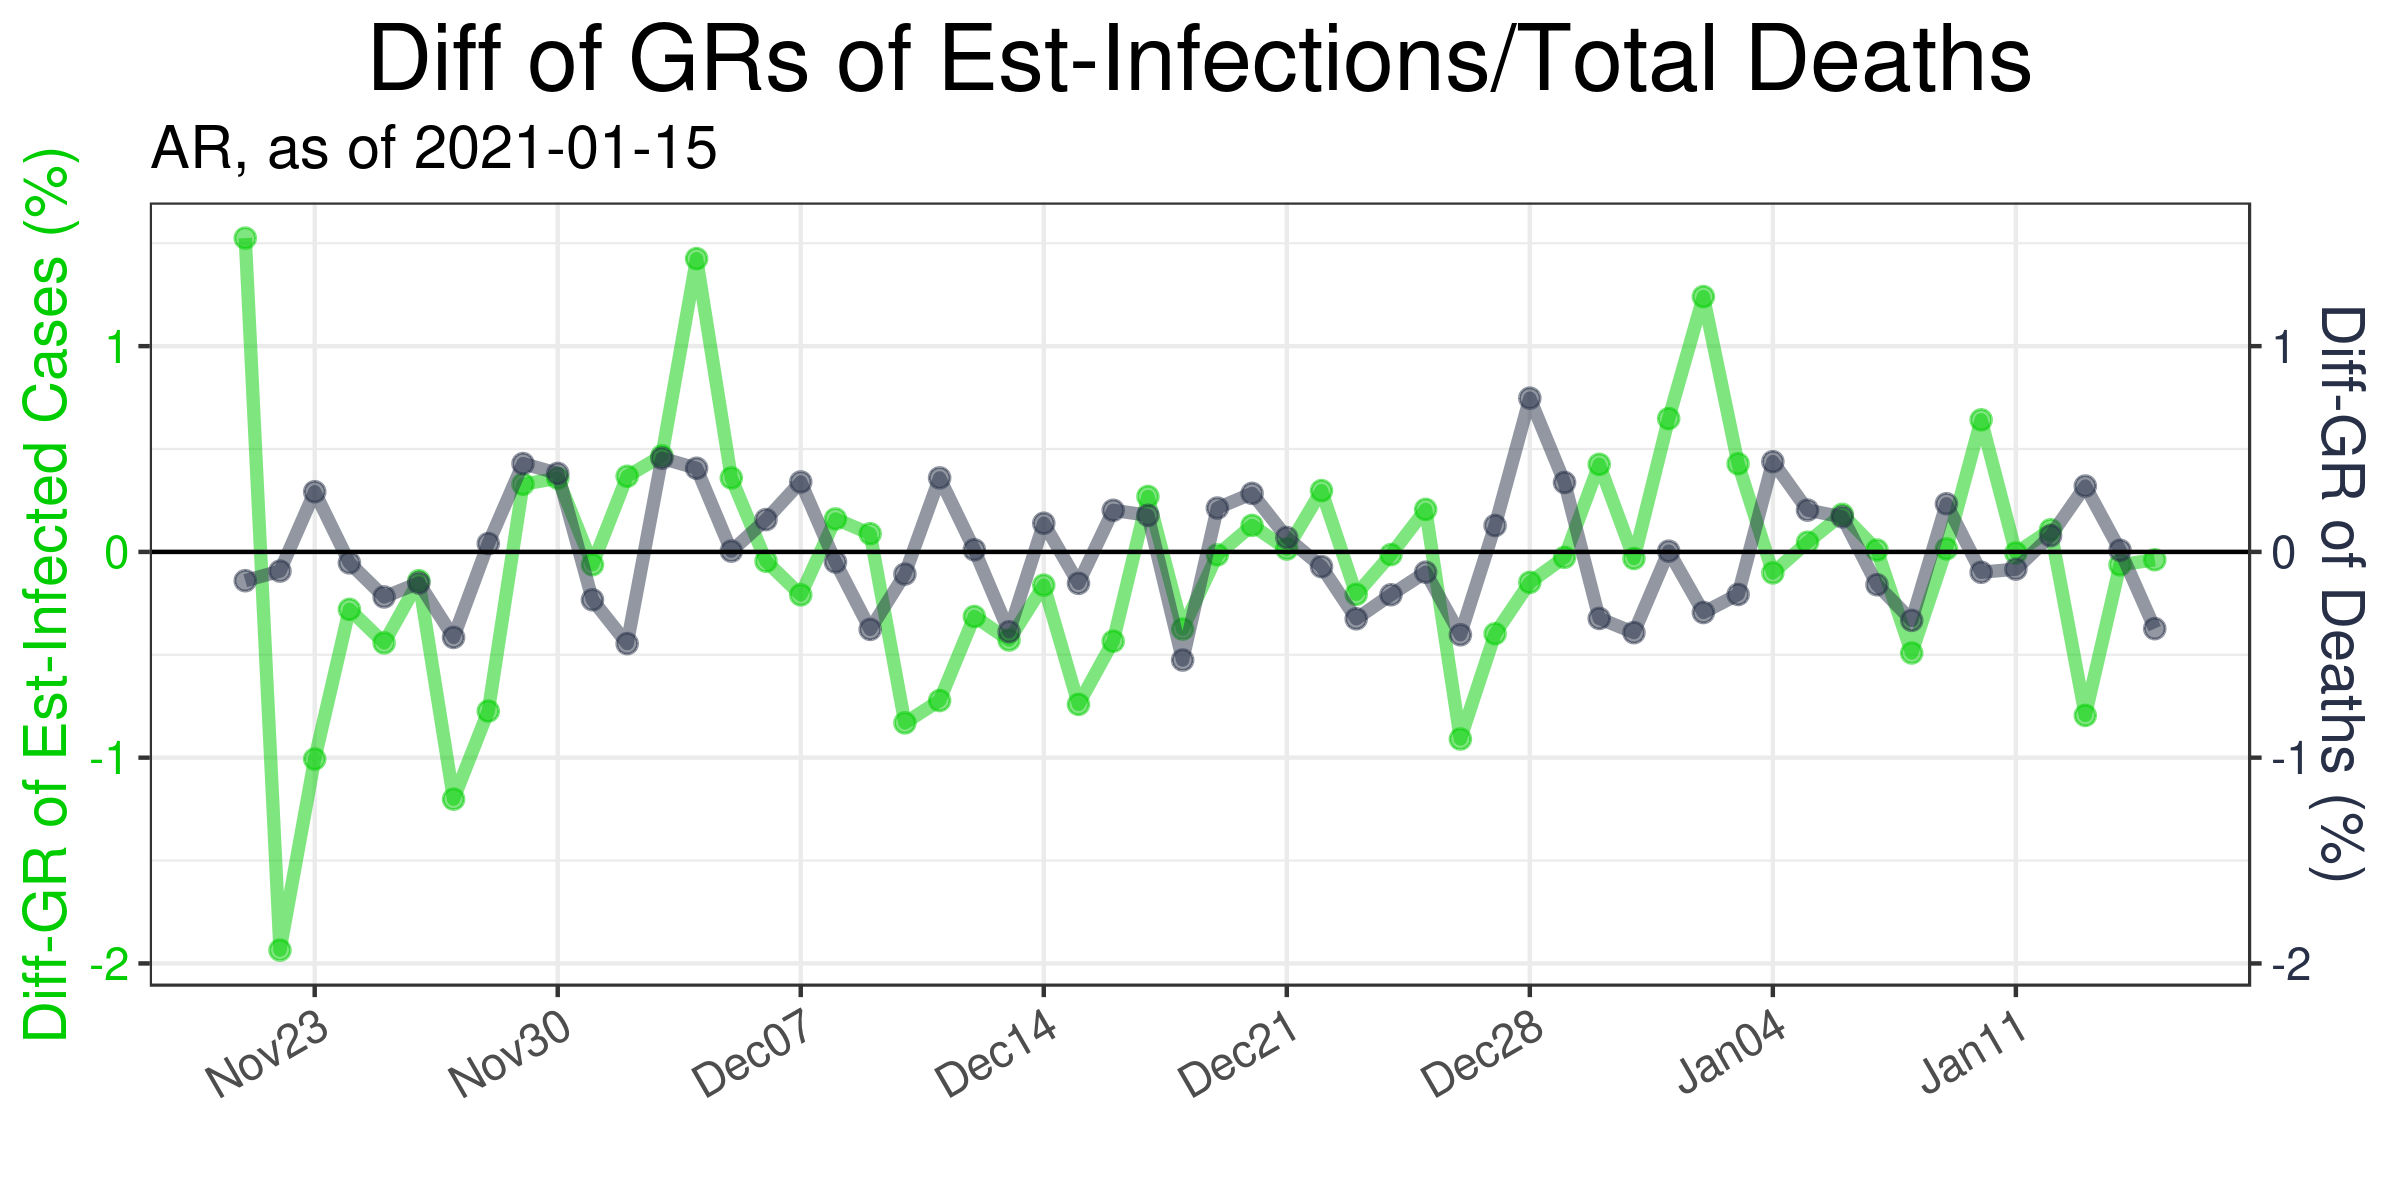 Diff of GRs of Est-Infections/Total Deaths
AR, as of 2021-01-15
Diff-GR of Est-Infected Cases (%)
1
0
-1
-2
1
0
-1
-2
Diff-GR of Deaths (%)
Nov23
Nov30
Dec07
Dec14
Dec21
Dec28
Jan04
Jan11